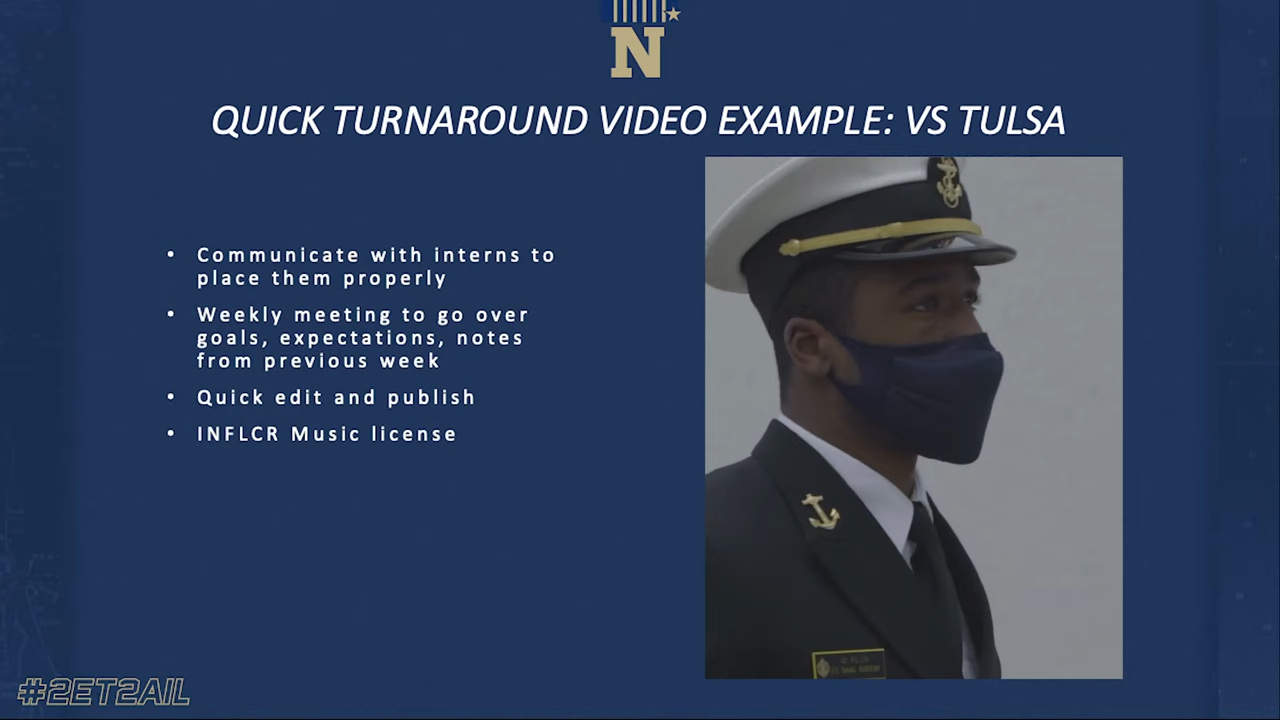 N
QUICK TURNAROUND VIDEO EXAMPLE: VS TULSA
• Communicate with interns to
place them properly
• Weekly meeting to go over
goals, expectations, notes
from previous week
• Quick edit and publish
• INFLCR Music license
#2ET2AIL